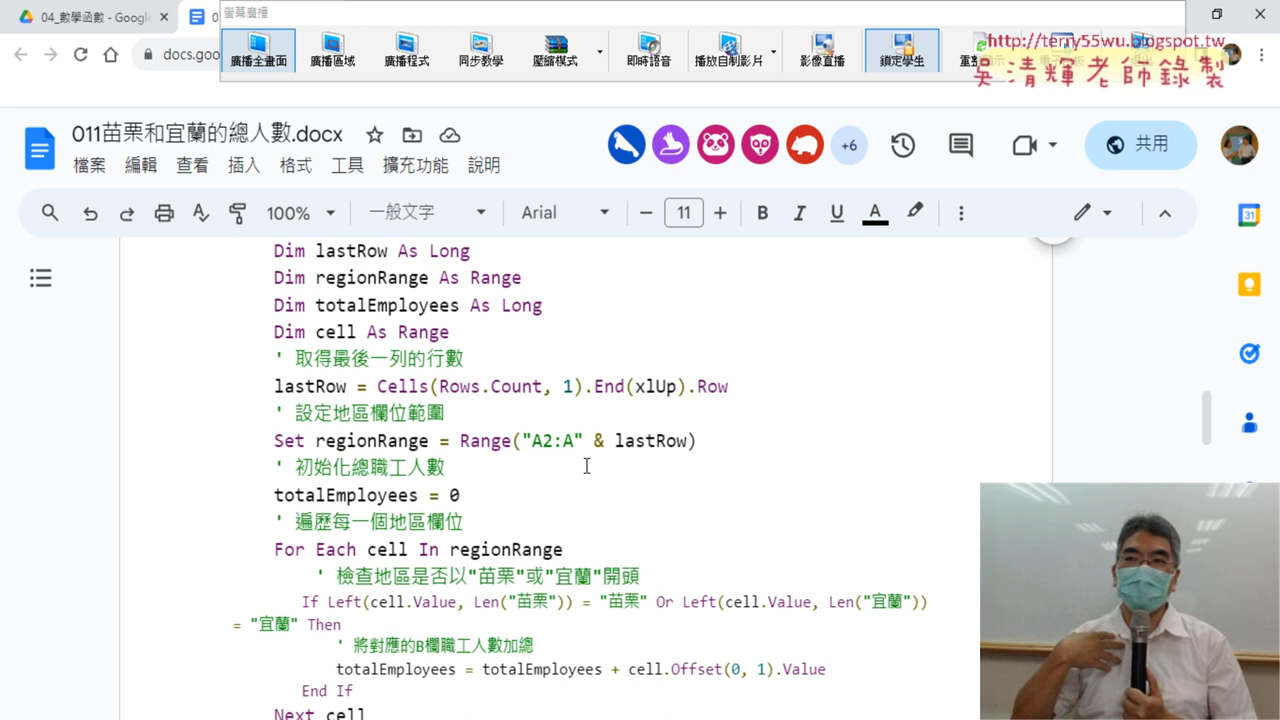 04_數學函數 - Google
0
螢幕廣播
docs.goo
廣播全畫面
廣播區域
廣播程式
同步教學
壓縮模式
即時語音
播放自制影片
影像直播
鎖定學生
http://terry55wu.blogspot.tw
吳清輝老師錄製
011苗栗和宜蘭的總人數.docx
+6
共用
檔案 編輯 查看 插入 格式 工具 擴充功能 說明
100% 一般文字 Arial 11 B I U A
31
Dim lastRow As Long
Dim regionRange As Range
Dim totalEmployees As Long
Dim cell As Range
' 取得最後一列的行數
lastRow = Cells(Rows.Count, 1).End(xlUp).Row
' 設定地區欄位範圍
Set regionRange = Range("A2:A" & lastRow)
' 初始化總職工人數
totalEmployees = 0
' 遍歷每一個地區欄位
For Each cell In regionRange
' 檢查地區是否以"苗栗"或"宜蘭"開頭
If Left(cell.Value, Len("苗栗")) = "苗栗" Or Left(cell.Value, Len("宜蘭"))
= "宜蘭" Then
' 將對應的B欄職工人數加總
totalEmployees = totalEmployees + cell.Offset(0, 1).Value
End If
Next cell